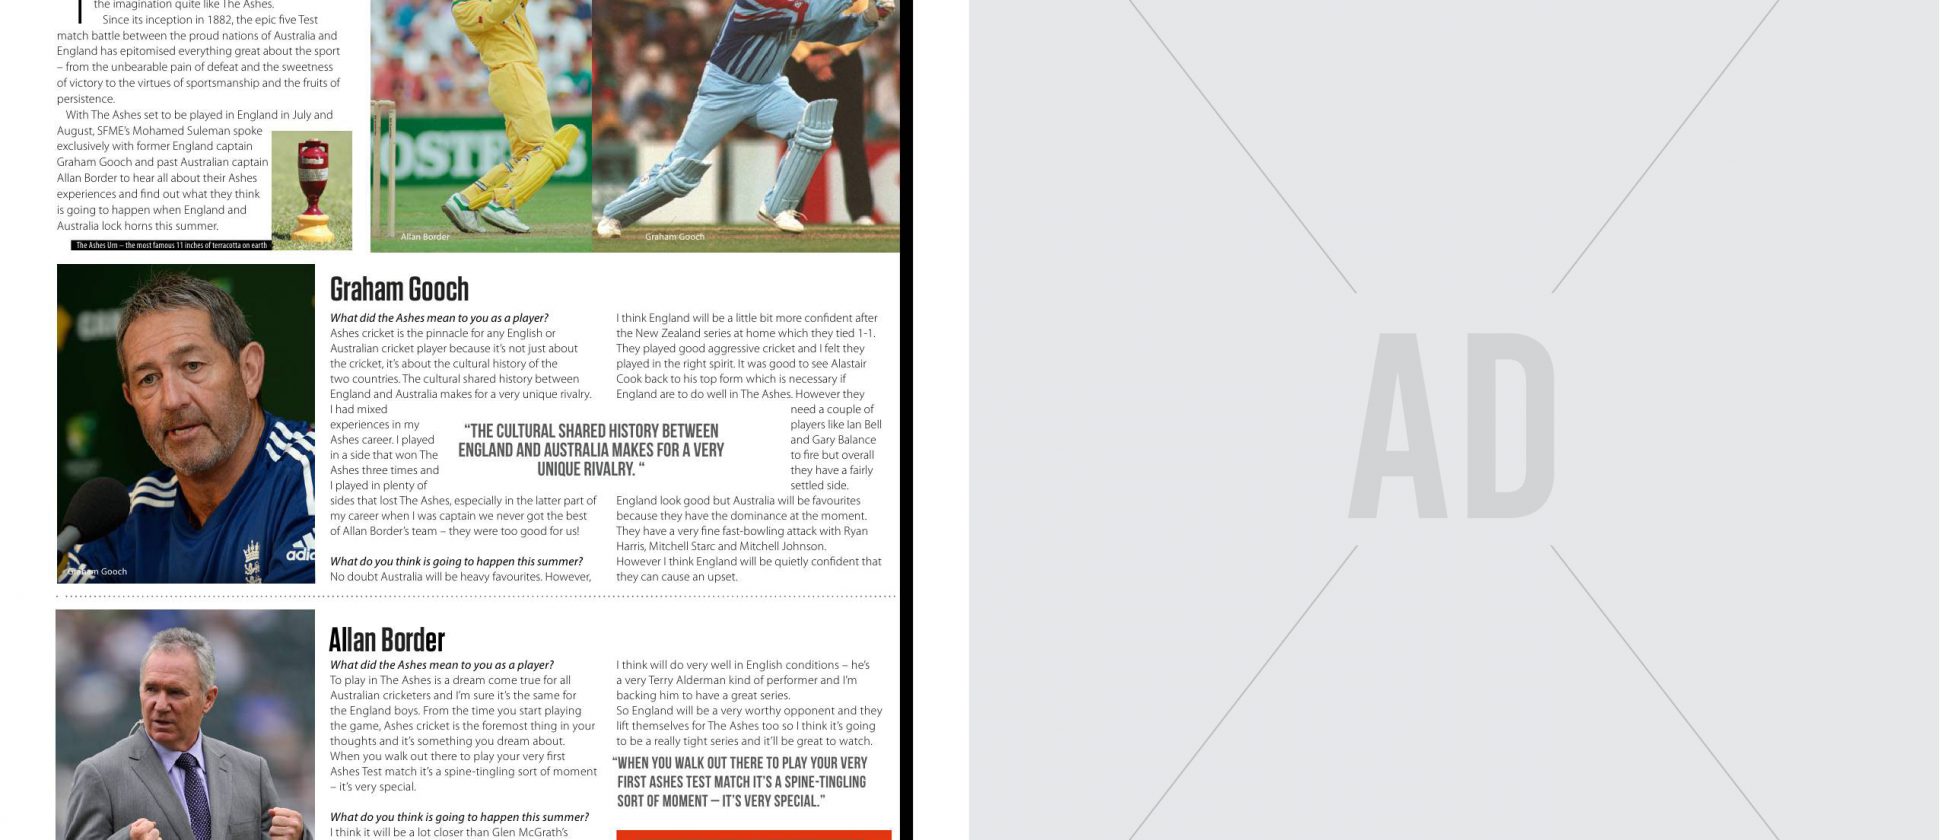 the imagination quite like The Ashes.
Since its inception in 1882, the epic five Test
match battle between the proud nations of Australia and
England has epitomised everything great about the sport
– from the unbearable pain of defeat and the sweetness
of victory to the virtues of sportsmanship and the fruits of
persistence.
With The Ashes set to be played in England in July and
August, SFME's Mohamed Suleman spoke
exclusively with former England captain
Graham Gooch and past Australian captain
Allan Border to hear all about their Ashes
experiences and find out what they think
is going to happen when England and
Australia lock horns this summer.
The Ashes Urn – the most famous 11 inches of terracotta on earth
Allan Border
Graham Gooch
Graham Gooch
Graham Gooch
What did the Ashes mean to you as a player?
Ashes cricket is the pinnacle for any English or
Australian cricket player because it's not just about
the cricket, it's about the cultural history of the
two countries. The cultural shared history between
England and Australia makes for a very unique rivalry.
I had mixed
experiences in my
Ashes career. I played
in a side that won The
Ashes three times and
I played in plenty of
sides that lost The Ashes, especially in the latter part of
my career when I was captain we never got the best
of Allan Border's team – they were too good for us!
What do you think is going to happen this summer?
No doubt Australia will be heavy favourites. However,
"THE CULTURAL SHARED HISTORY BETWEEN
ENGLAND AND AUSTRALIA MAKES FOR A VERY
UNIQUE RIVALRY. "
I think England will be a little bit more confident after
the New Zealand series at home which they tied 1-1.
They played good aggressive cricket and I felt they
played in the right spirit. It was good to see Alastair
Cook back to his top form which is necessary if
England are to do well in The Ashes. However they
need a couple of
players like Ian Bell
and Gary Balance
to fire but overall
they have a fairly
settled side.
England look good but Australia will be favourites
because they have the dominance at the moment.
They have a very fine fast-bowling attack with Ryan
Harris, Mitchell Starc and Mitchell Johnson.
However I think England will be quietly confident that
they can cause an upset.
Allan Border
What did the Ashes mean to you as a player?
To play in The Ashes is a dream come true for all
Australian cricketers and I'm sure it's the same for
the England boys. From the time you start playing
the game, Ashes cricket is the foremost thing in your
thoughts and it's something you dream about.
When you walk out there to play your very first
Ashes Test match it's a spine-tingling sort of moment
– it's very special.
What do you think is going to happen this summer?
I think it will be a lot closer than Glen McGrath's
I think will do very well in English conditions – he's
a very Terry Alderman kind of performer and I'm
backing him to have a great series.
So England will be a very worthy opponent and they
lift themselves for The Ashes too so I think it's going
to be a really tight series and it'll be great to watch.
"WHEN YOU WALK OUT THERE TO PLAY YOUR VERY
FIRST ASHES TEST MATCH IT'S A SPINE-TINGLING
SORT OF MOMENT – IT'S VERY SPECIAL."
AD